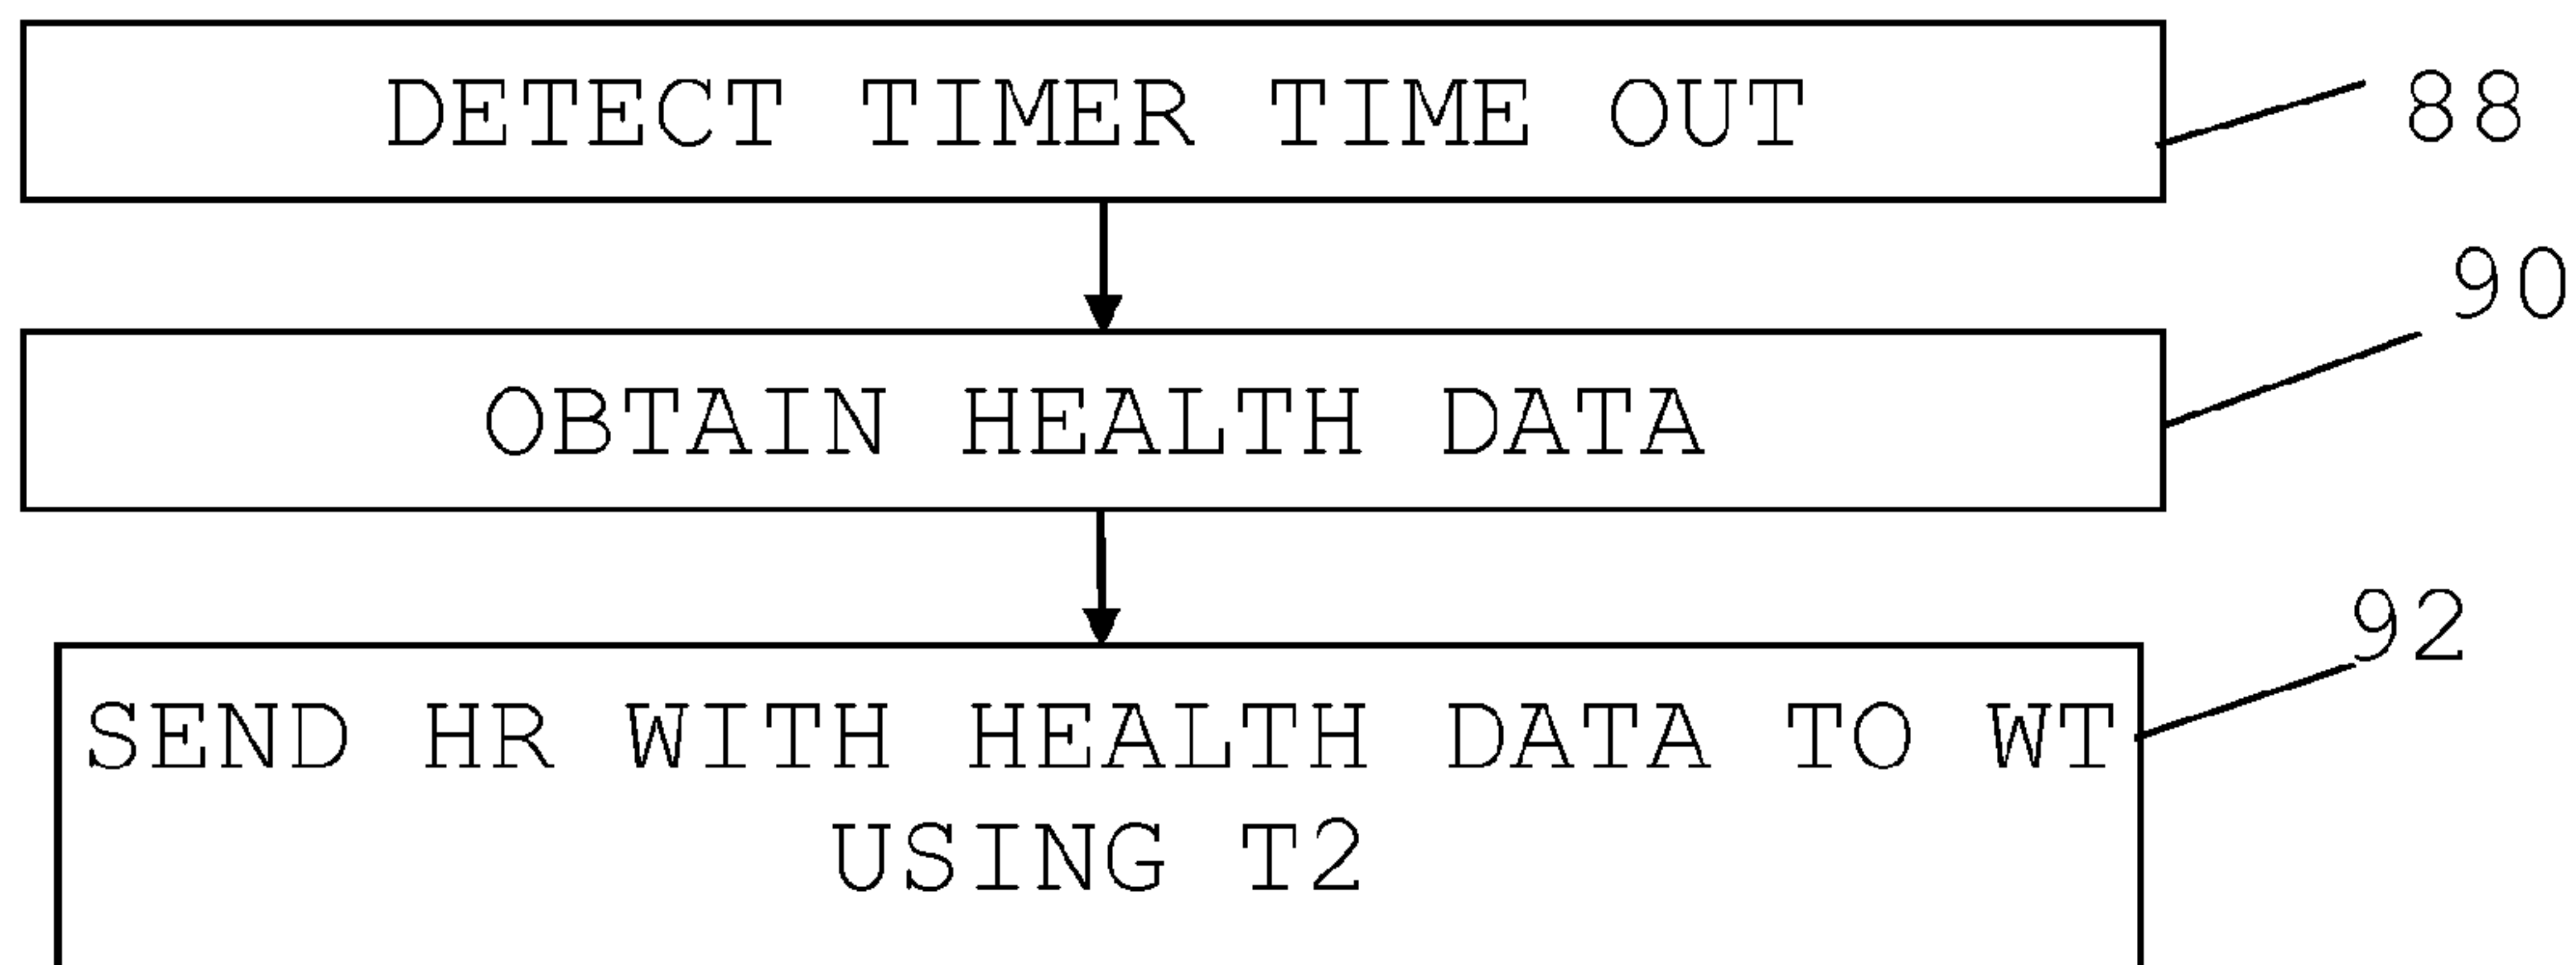 DETECT TIMER TIME OUT
88
90
OBTAIN HEALTH DATA
92
SEND HR WITH HEALTH DATA TO WT
USING T2